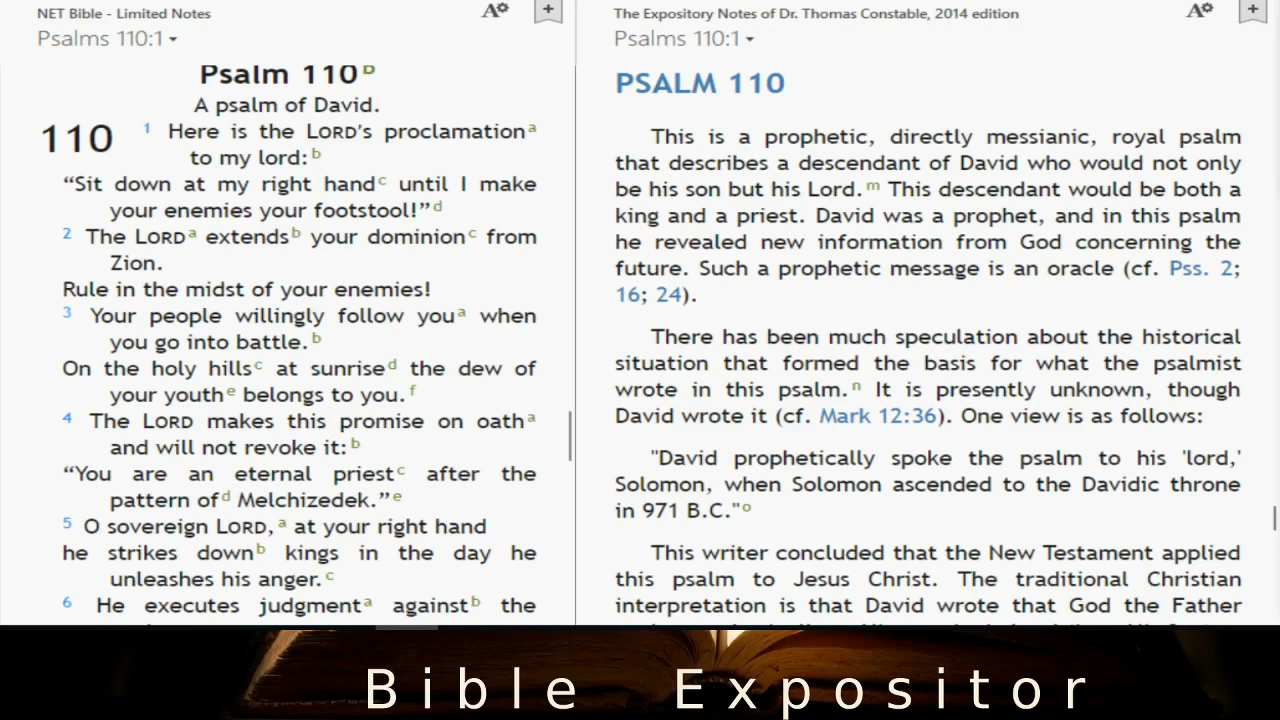 NET Bible - Limited Notes
Psalms 110:1
Psalm 110 b
A psalm of David.
110 1 Here is the LORD's proclamation a
to my lord: b
“Sit down at my right hand c until I make
your enemies your footstool!” d
2 The LORD a extends b your dominion c from
Zion.
Rule in the midst of your enemies!
3 Your people willingly follow you a when
you go into battle. b
On the holy hills c at sunrise d the dew of
your youth e belongs to you. f
4 The LORD makes this promise on oath a
and will not revoke it: b
“You are an eternal priest c after the
pattern of d Melchizedek.” e
5 O sovereign LORD, a at your right hand
he strikes down b kings in the day he
unleashes his anger. c
6 He executes judgment a against b the
The Expository Notes of Dr. Thomas Constable, 2014 edition
Psalms 110:1
PSALM 110
This is a prophetic, directly messianic, royal psalm
that describes a descendant of David who would not only
be his son but his Lord. m This descendant would be both a
king and a priest. David was a prophet, and in this psalm
he revealed new information from God concerning the
future. Such a prophetic message is an oracle (cf. Pss. 2;
16; 24).
There has been much speculation about the historical
situation that formed the basis for what the psalmist
wrote in this psalm. n It is presently unknown, though
David wrote it (cf. Mark 12:36). One view is as follows:
"David prophetically spoke the psalm to his 'lord,'
Solomon, when Solomon ascended to the Davidic throne
in 971 B.C." o
This writer concluded that the New Testament applied
this psalm to Jesus Christ. The traditional Christian
interpretation is that David wrote that God the Father
Bible Expositor